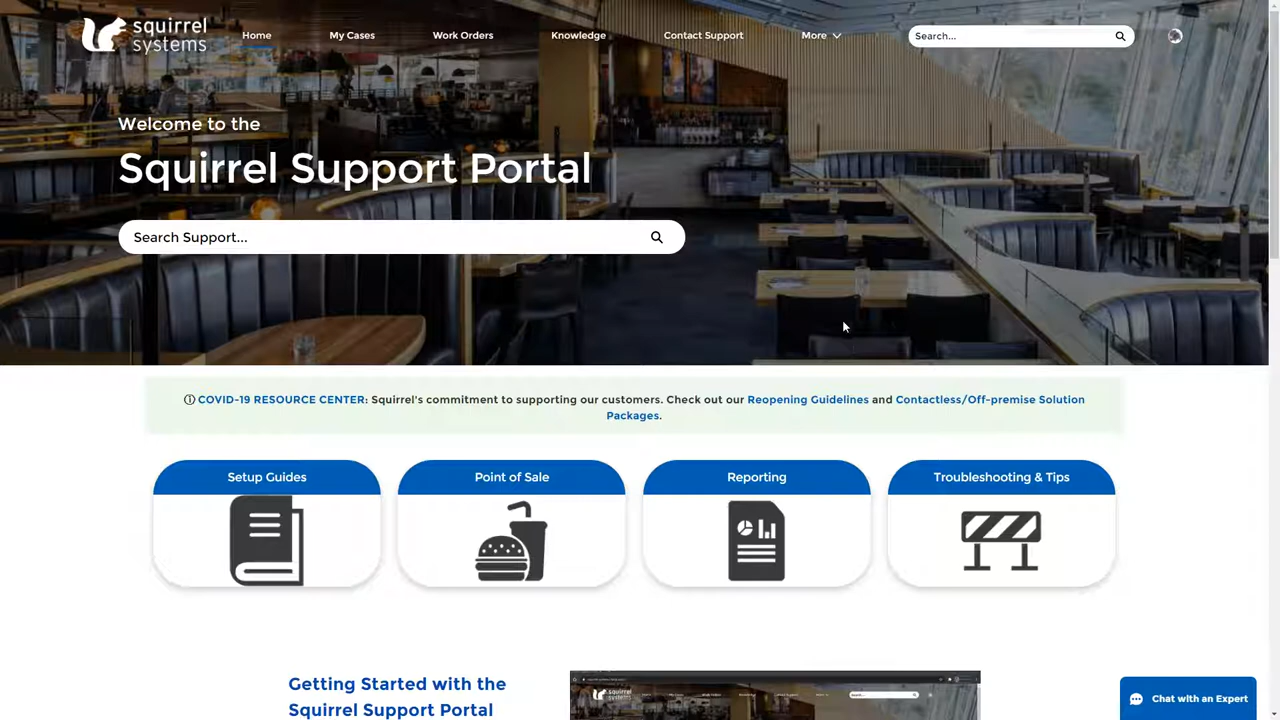 squirrel
systems
Home
My Cases
Work Orders
Knowledge
Contact Support
More
Search...
Welcome to the
Squirrel Support Portal
Search Support...
COVID-19 RESOURCE CENTER: Squirrel's commitment to supporting our customers. Check out our Reopening Guidelines and Contactless/Off-premise Solution
Packages.
Setup Guides
Point of Sale
Reporting
Troubleshooting & Tips
Getting Started with the
Squirrel Support Portal
squirrel
systems
Chat with an Expert